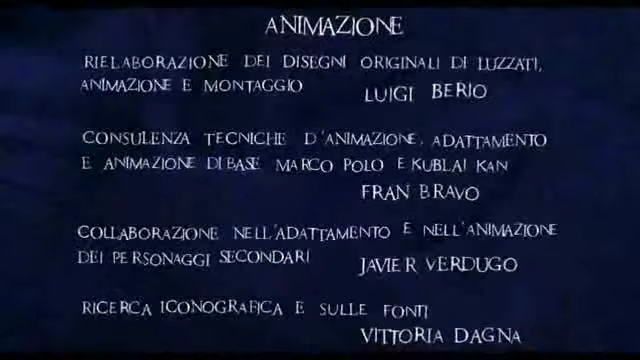 ANIMAZIONE
RIELABORAZIONE DEI DISEGNI ORIGINALI DI LUZZATI,
ANIMAZIONE E MONTAGGIO
LUIGI BERIO
CONSULENZA TECNICHE D'ANIMAZIONE, ADATTAMENTO
E ANIMAZIONE DI BASE MARCO POLO E KUBLAI KAN
FRAN BRAVO
COLLABORAZIONE NELL'ADATTAMENTO E NELL'ANIMAZIONE
DEI PERSONAGGI SECONDARI
JAVIER VERDUGO
RICERCA ICONOGRAFICA E SULLE FONTI
VITTORIA DAGNA